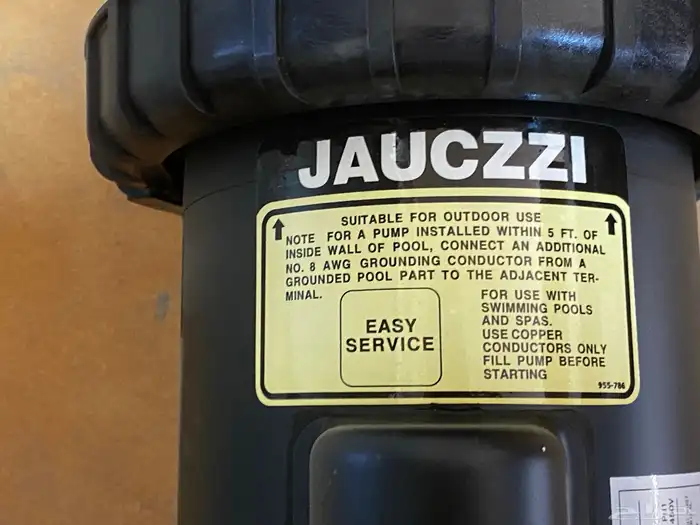 JAUCZZI
SUITABLE FOR OUTDOOR USE
NOTE FOR A PUMP INSTALLED WITHIN 5 FT. OF
INSIDE WALL OF POOL, CONNECT AN ADDITIONAL
NO. 8 AWG GROUNDING CONDUCTOR FROM A
GROUNDED POOL PART TO THE ADJACENT TER-
MINAL.
EASY
SERVICE
FOR USE WITH
SWIMMING POOLS
AND SPAS.
USE COPPER
CONDUCTORS ONLY
FILL PUMP BEFORE
STARTING
955-786